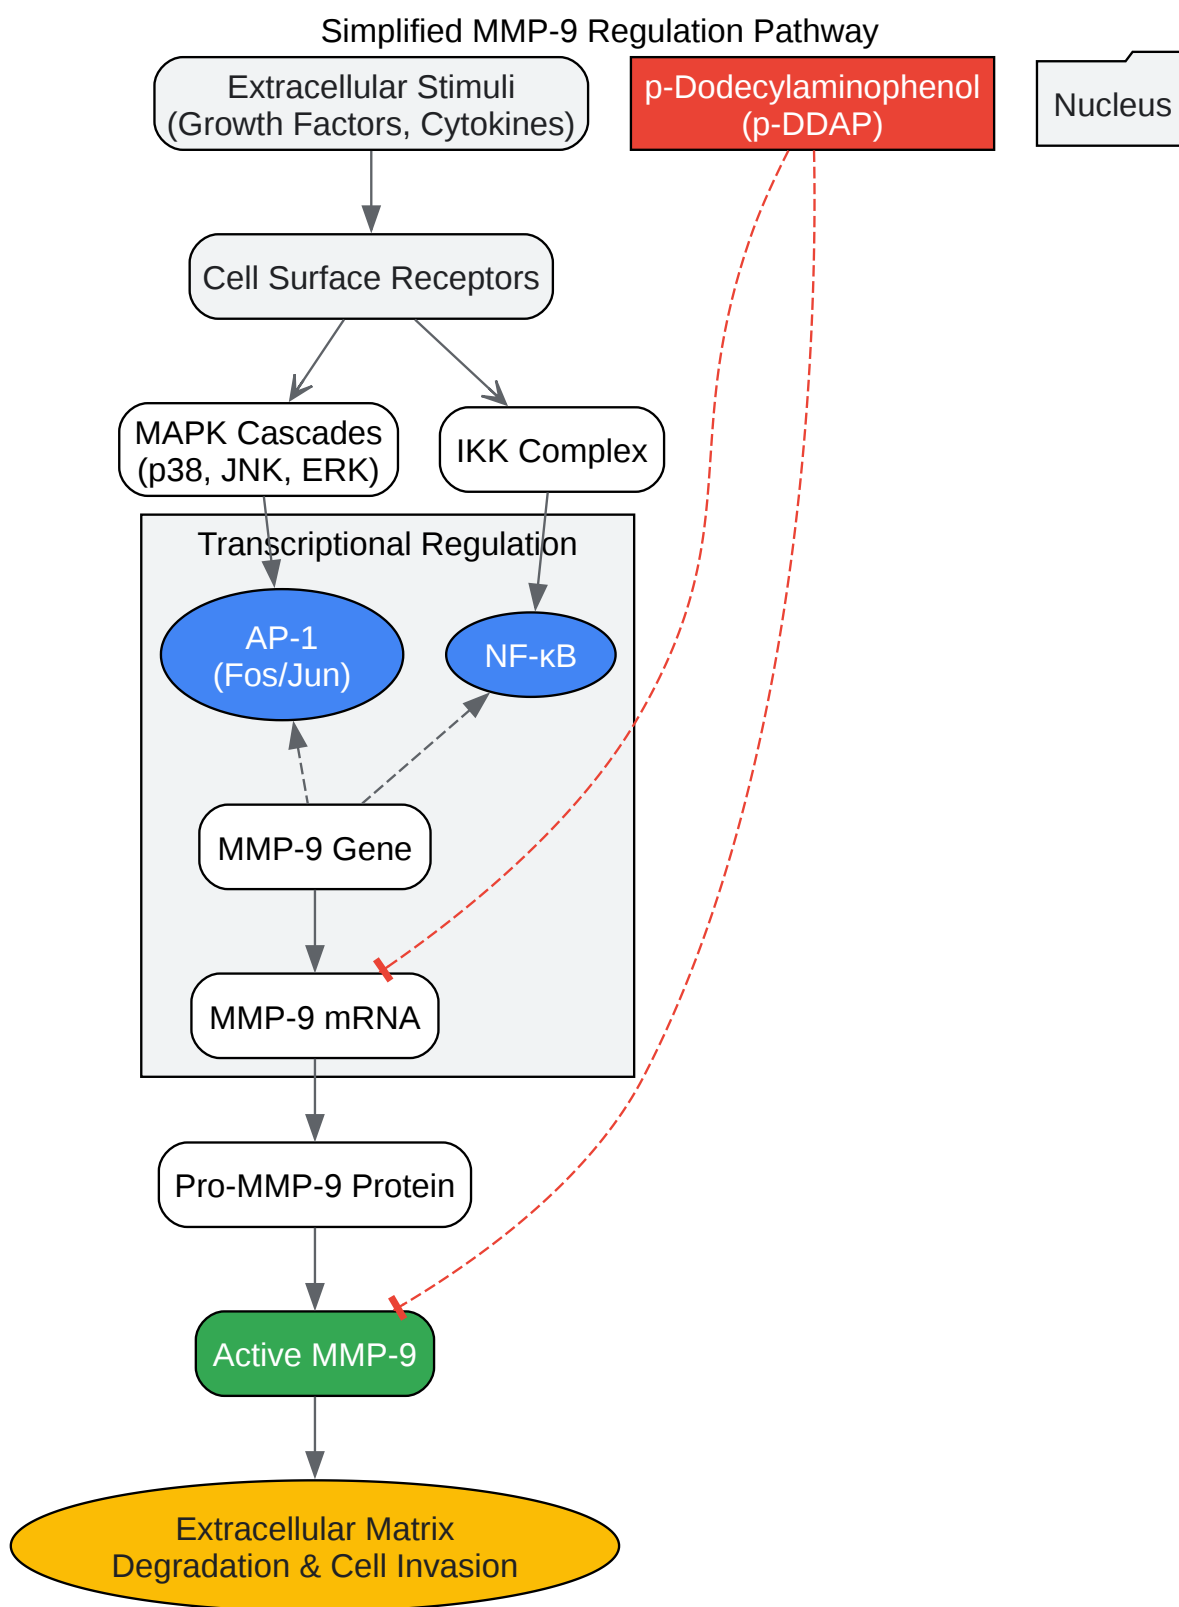 Simplified MMP-9 Regulation Pathway
Extracellular Stimuli
(Growth Factors, Cytokines)
p-Dodecylaminophenol
(p-DDAP)
Nucleus
Cell Surface Receptors
MAPK Cascades
(p38, JNK, ERK)
IKK Complex
Transcriptional Regulation
AP-1
(Fos/Jun)
NF-κB
MMP-9 Gene
MMP-9 mRNA
Pro-MMP-9 Protein
Active MMP-9
Extracellular Matrix
Degradation & Cell Invasion